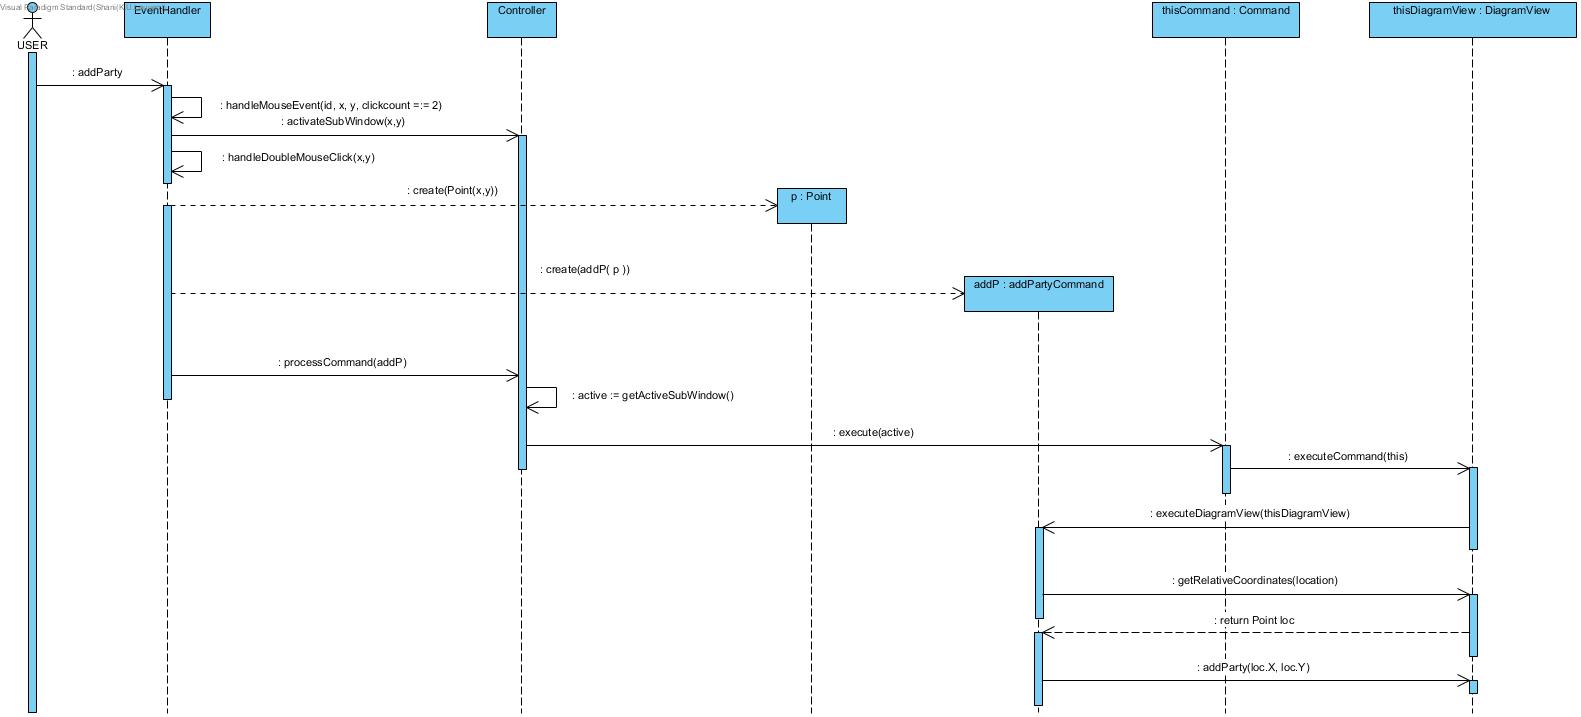 Visual Paradigm Standard(Shani(K.U.
USER
EventHandler
Controller
thisCommand : Command
thisDiagramView : DiagramView
: addParty
: handleMouseEvent(id, x, y, clickcount =:= 2)
: activateSubWindow(x,y)
: handleDoubleMouseClick(x,y)
: create(Point(x,y))
p : Point
: create(addP( p ))
addP : addPartyCommand
: processCommand(addP)
: active := getActiveSubWindow()
: execute(active)
: executeCommand(this)
: executeDiagramView(thisDiagramView)
: getRelativeCoordinates(location)
: return Point loc
: addParty(loc.X, loc.Y)